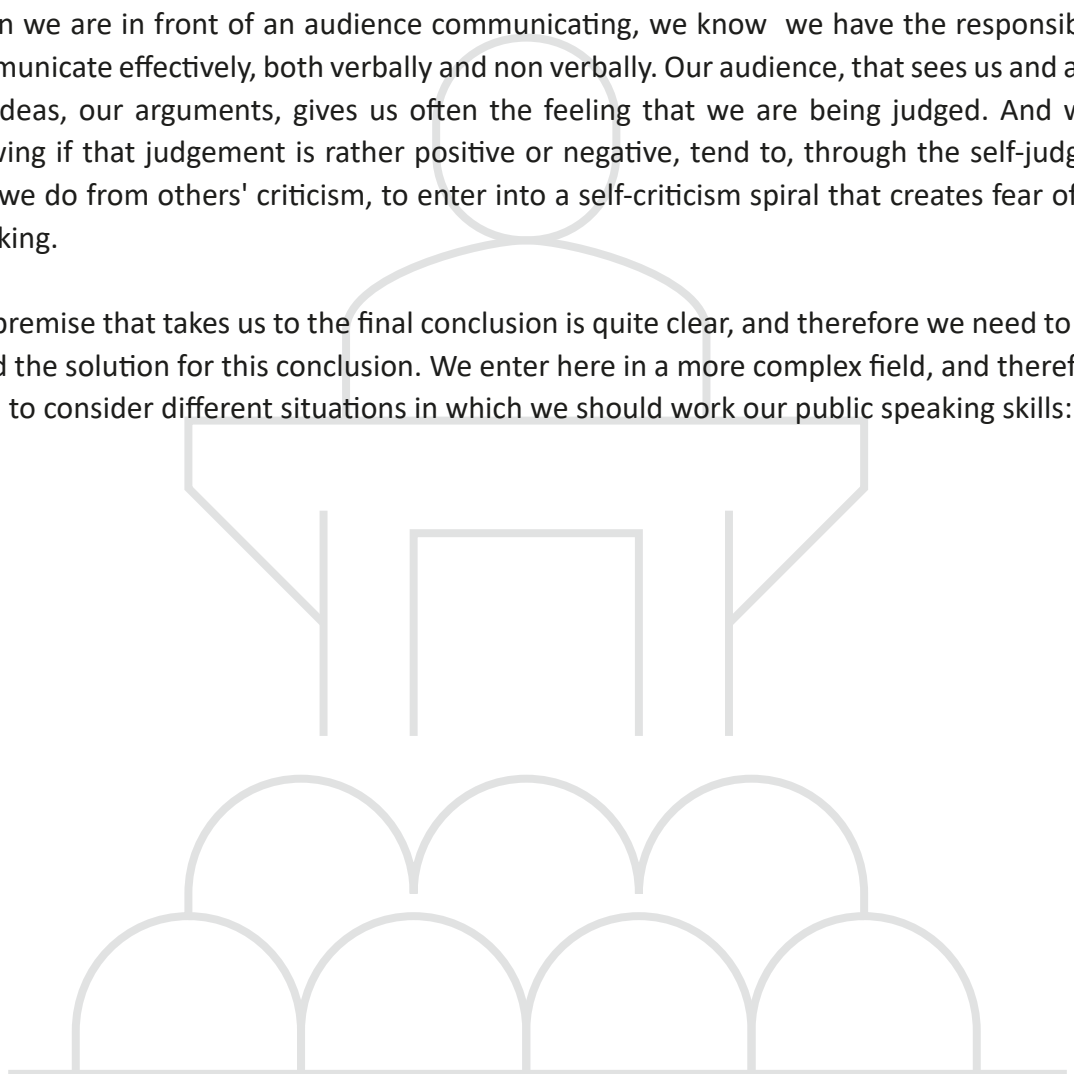 n we are in front of an audience communicating, we know we have the responsib
municate effectively, both verbally and non verbally. Our audience, that sees us and a
deas, our arguments, gives us often the feeling that we are being judged. And w
wing if that judgement is rather positive or negative, tend to, through the self-judg
we do from others' criticism, to enter into a self-criticism spiral that creates fear of
king.
premise that takes us to the final conclusion is quite clear, and therefore we need to
d the solution for this conclusion. We enter here in a more complex field, and theref
to consider different situations in which we should work our public speaking skills: